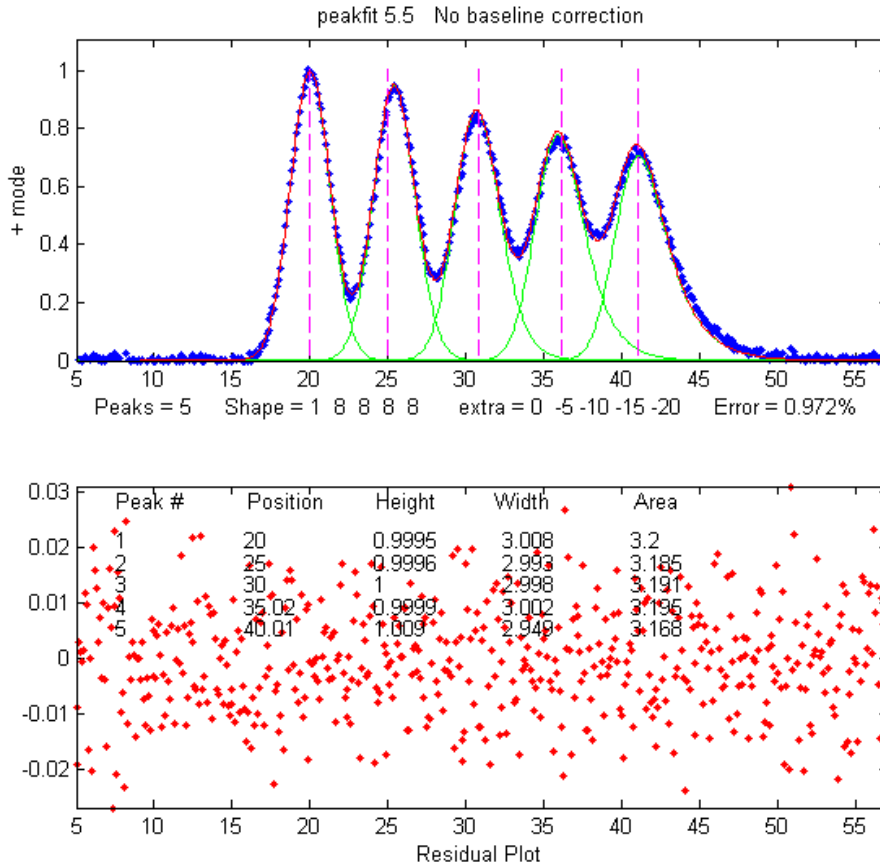 peakfit 5.5 No baseline correction
1
0.8
0.6
0.4
0.2
0
+ mode
5 10 15 20 25 30 35 40 45 50 55
Peaks = 5 Shape = 1 8 8 8 8 extra = 0 -5 -10 -15 -20 Error = 0.972%
0.03
0.02
0.01
0
-0.01
-0.02
Peak # Position Height Width Area
1 20 0.9995 3.008 3.2
2 25 0.9996 2.993 3.185
3 30 1 2.998 3.191
4 35.02 0.9999 3.002 3.195
5 40.01 1.009 2.949 3.168
5 10 15 20 25 30 35 40 45 50 55
Residual Plot